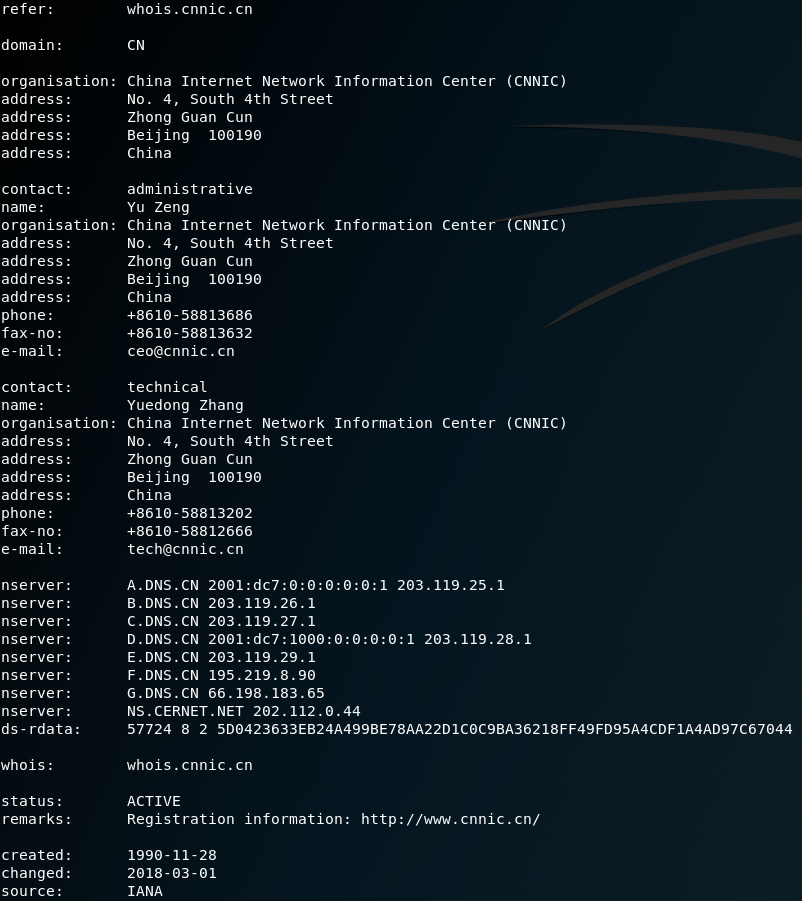 refer:        whois.cnnic.cn
domain:       CN
organisation: China Internet Network Information Center (CNNIC)
address:      No. 4, South 4th Street
address:      Zhong Guan Cun
address:      Beijing  100190
address:      China
contact:      administrative
name:         Yu Zeng
organisation: China Internet Network Information Center (CNNIC)
address:      No. 4, South 4th Street
address:      Zhong Guan Cun
address:      Beijing  100190
address:      China
phone:        +8610-58813686
fax-no:       +8610-58813632
e-mail:       ceo@cnnic.cn
contact:      technical
name:         Yuedong Zhang
organisation: China Internet Network Information Center (CNNIC)
address:      No. 4, South 4th Street
address:      Zhong Guan Cun
address:      Beijing  100190
address:      China
phone:        +8610-58813202
fax-no:       +8610-58812666
e-mail:       tech@cnnic.cn
nserver:      A.DNS.CN 2001:dc7:0:0:0:0:0:1 203.119.25.1
nserver:      B.DNS.CN 203.119.26.1
nserver:      C.DNS.CN 203.119.27.1
nserver:      D.DNS.CN 2001:dc7:1000:0:0:0:0:1 203.119.28.1
nserver:      E.DNS.CN 203.119.29.1
nserver:      F.DNS.CN 195.219.8.90
nserver:      G.DNS.CN 66.198.183.65
nserver:      NS.CERNET.NET 202.112.0.44
ds-rdata:     57724 8 2 5D0423633EB24A499BE78AA22D1C0C9BA36218FF49FD95A4CDF1A4AD97C67044
whois:        whois.cnnic.cn
status:       ACTIVE
remarks:      Registration information: http://www.cnnic.cn/
created:      1990-11-28
changed:      2018-03-01
source:       IANA